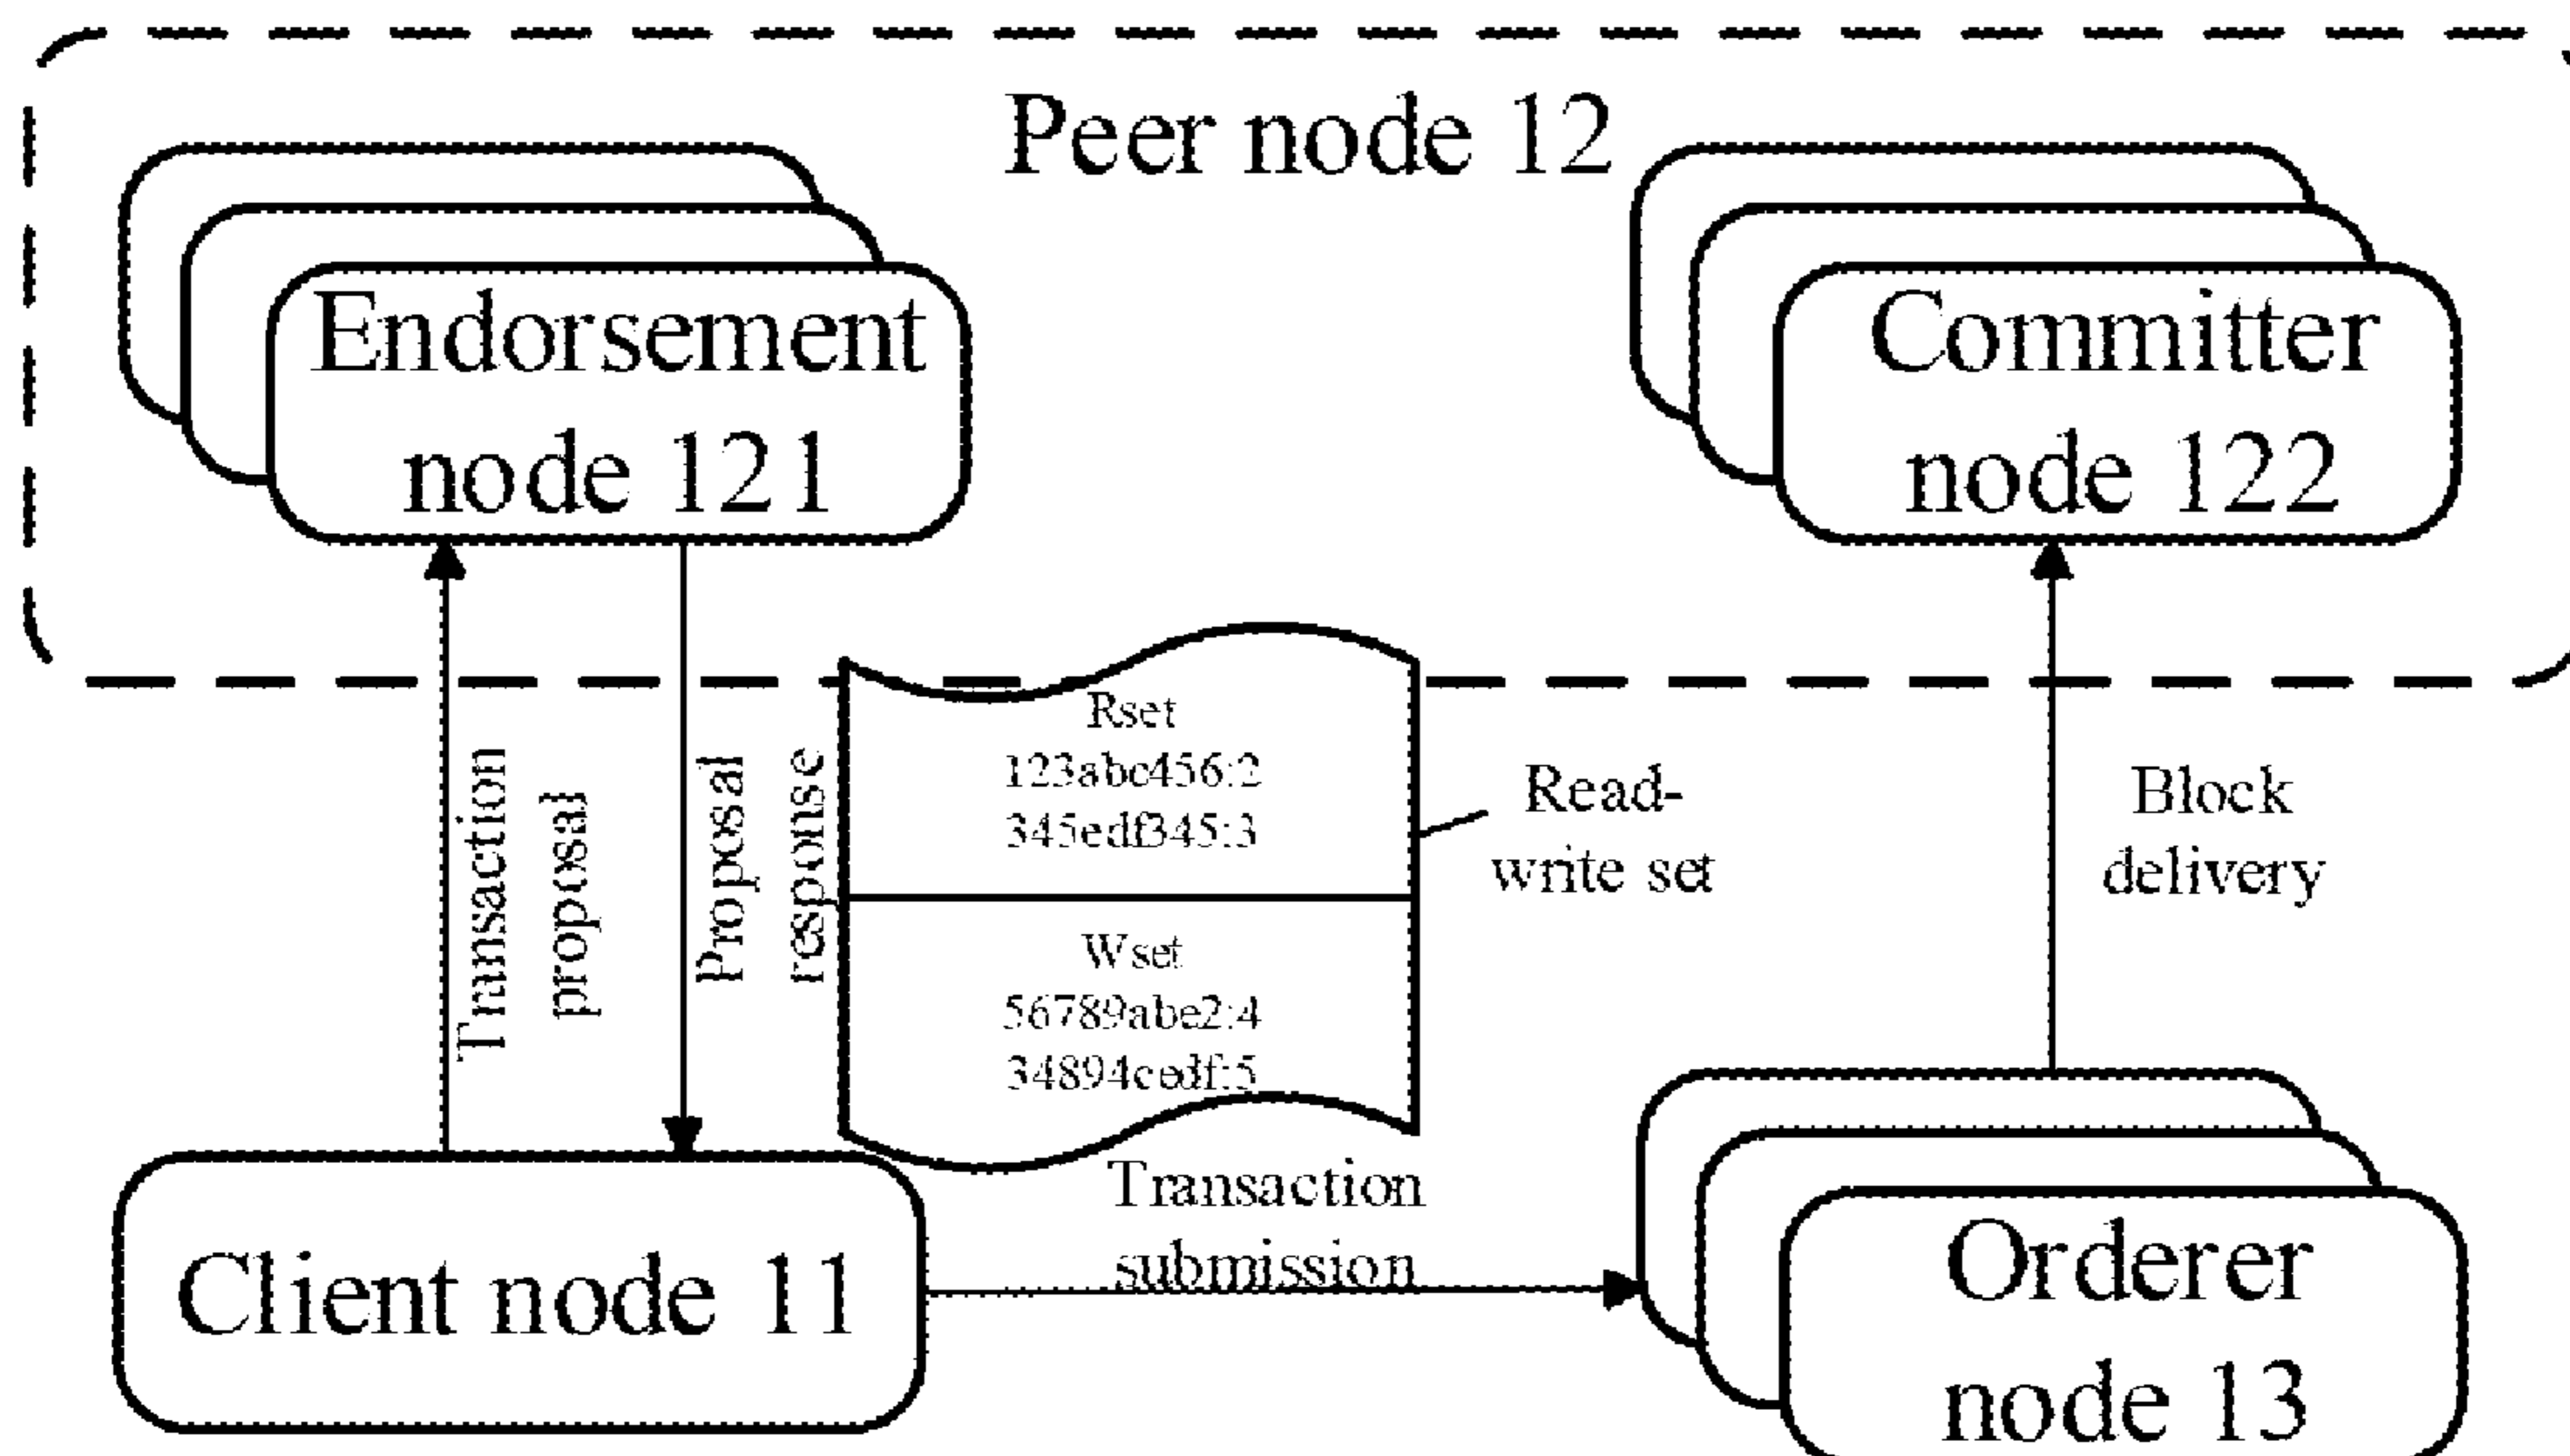 Peer node 12
Endorsement
node 121
Committer
node 122
Transaction
proposal
Proposal
response
Rset
123abc456:2
345edf345:3
Wset
56789abe2:4
34894cedf:5
Read-
write set
Block
delivery
Transaction
submission
Client node 11
Orderer
node 13